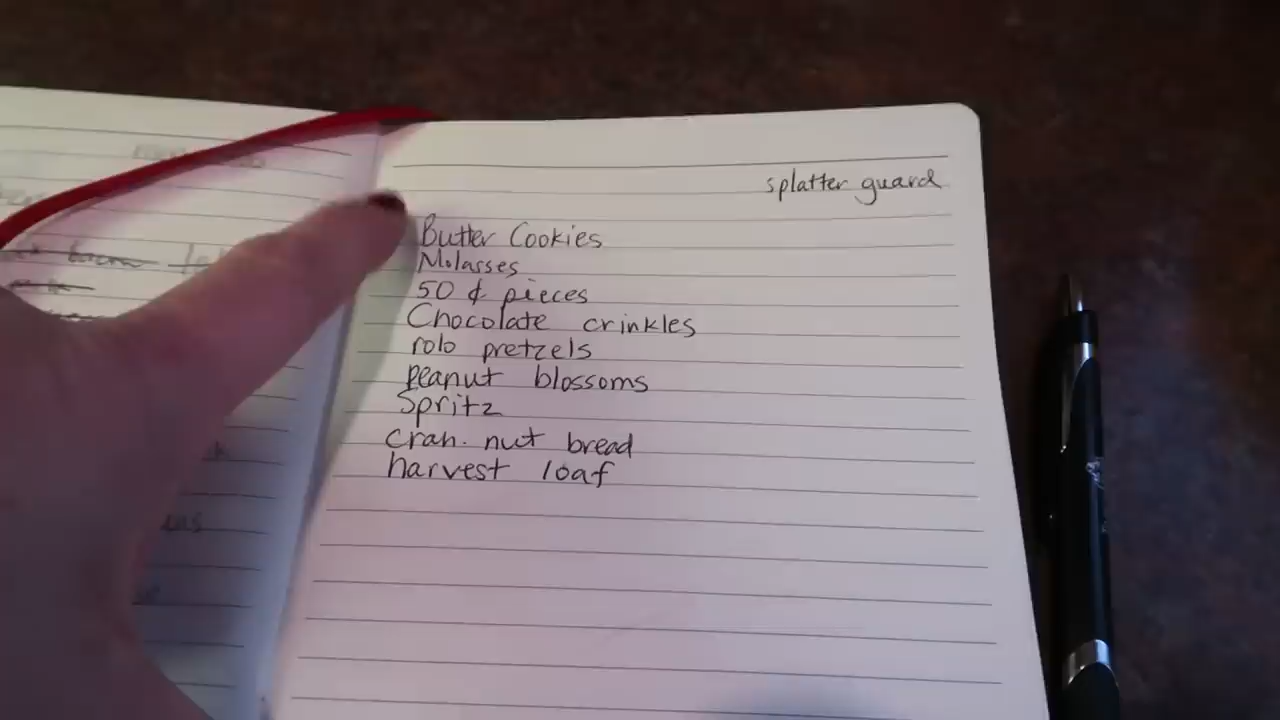 splatter guard
Butter Cookies
Molasses
50 ¢ pieces
Chocolate crinkles
rolo pretzels
peanut blossoms
Spritz
cran. nut bread
harvest loaf